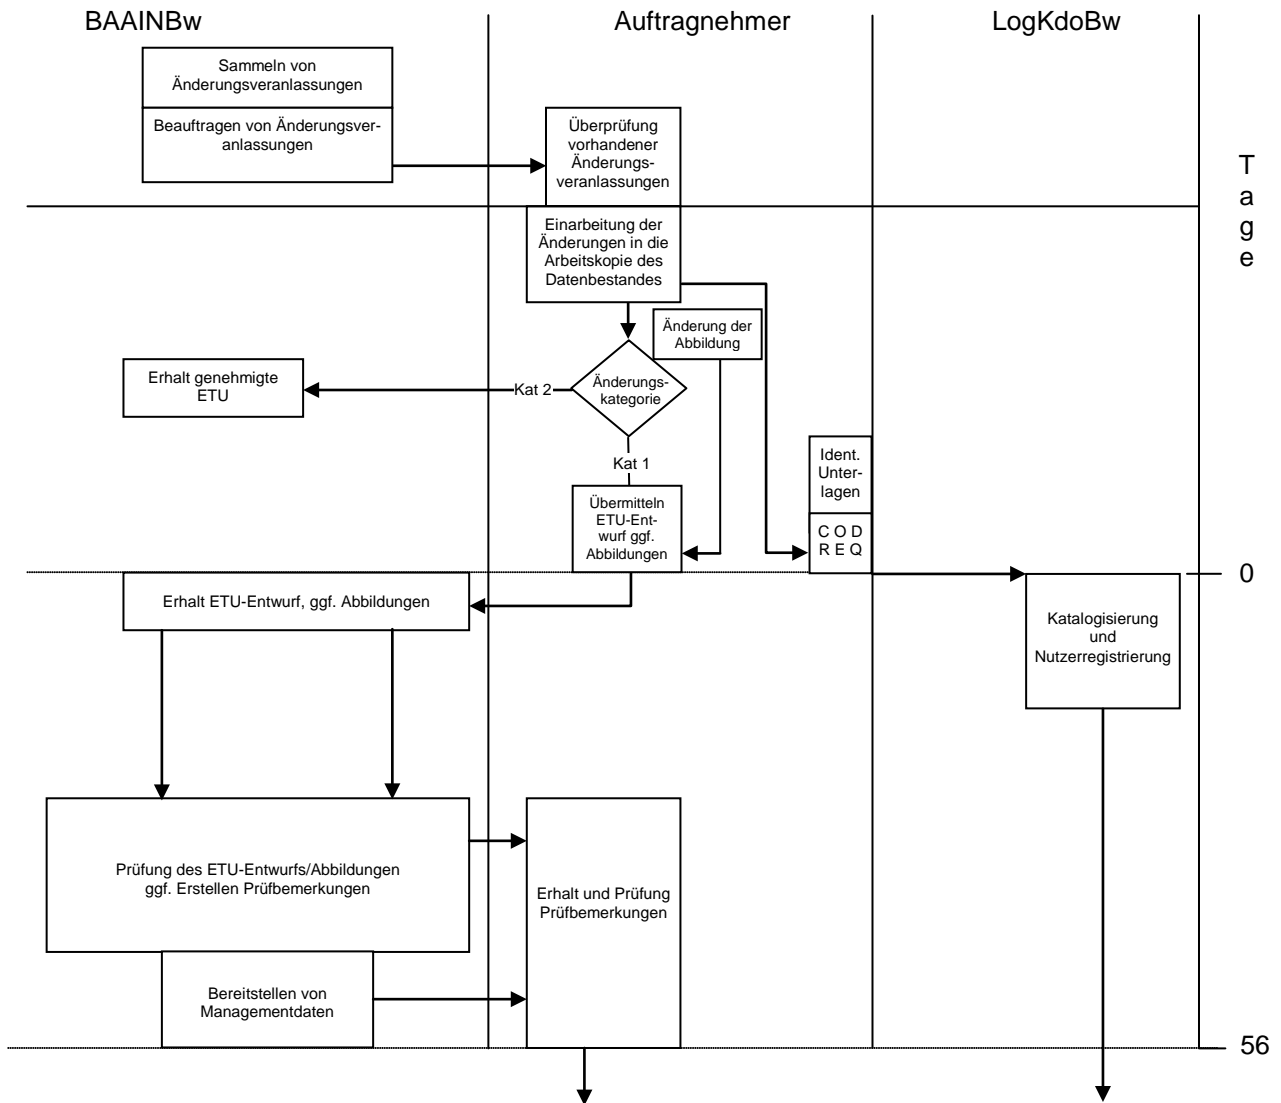 BAAINBw
Auftragnehmer
LogKdoBw
Sammeln von
Änderungsveranlassungen
Beauftragen von Änderungsver-
anlassungen
Überprüfung
vorhandener
Änderungs-
veranlassungen
T
a
g
e
Einarbeitung der
Änderungen in die
Arbeitskopie des
Datenbestandes
Änderung der
Abbildung
Erhalt genehmigte
ETU
Kat 2
Änderungs-
kategorie
Kat 1
Ident.
Unter-
lagen
Übermitteln
ETU-Ent-
wurf ggf.
Abbildungen
C O D
R E Q
0
Erhalt ETU-Entwurf, ggf. Abbildungen
Katalogisierung
und
Nutzerregistrierung
Prüfung des ETU-Entwurfs/Abbildungen
ggf. Erstellen Prüfbemerkungen
Erhalt und Prüfung
Prüfbemerkungen
Bereitstellen von
Managementdaten
56